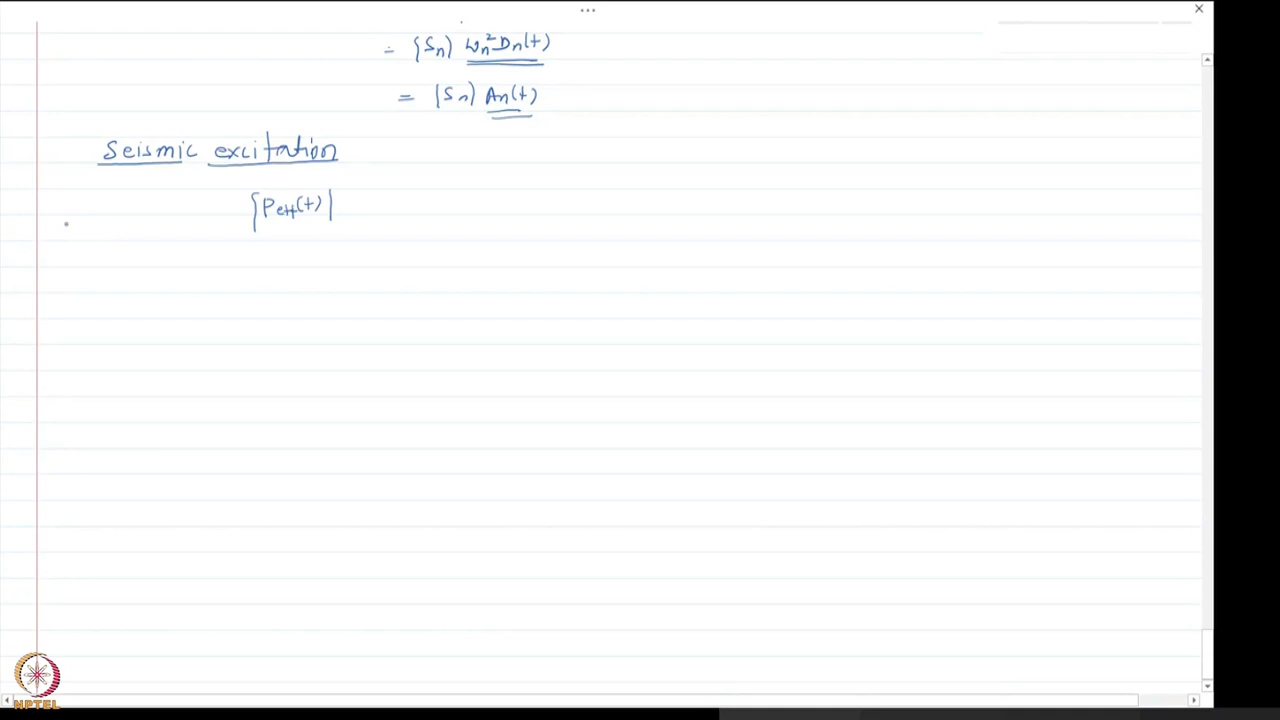 = {Sn} ωn²Dn(t)
= {Sn} An(t)
Seismic excitation
{Peff(t)}
NPTEL